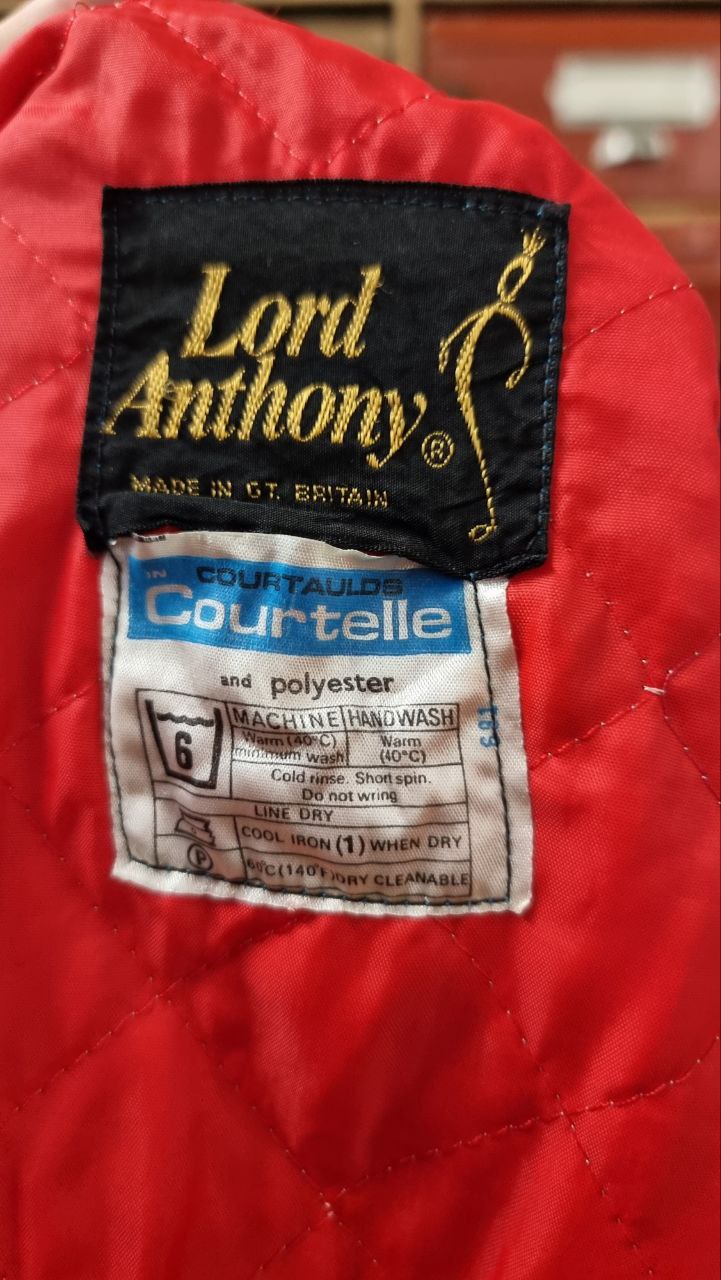 Lord
Anthony®
MADE IN GT. BRITAIN
COURTAULDS
Courtelle
and polyester
6
MACHINE HANDWASH
Warm (40°C) Warm
minimum wash (40°C)
Cold rinse. Short spin.
Do not wring
LINE DRY
COOL IRON (1) WHEN DRY
P
60°C (140°F) DRY CLEANABLE